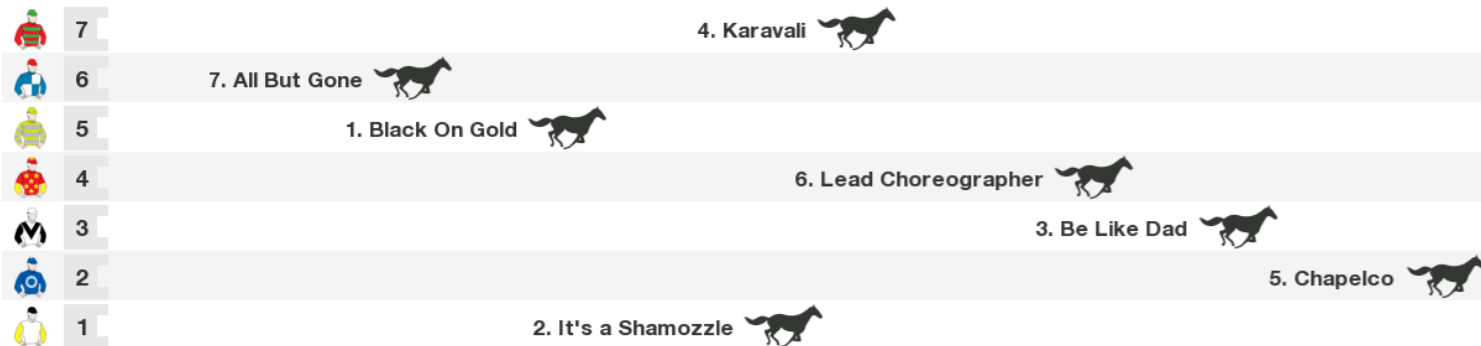 7 4. Karavali
6 7. All But Gone
5 1. Black On Gold
4 6. Lead Choreographer
3 3. Be Like Dad
2 5. Chapelco
1 2. It's a Shamozzle